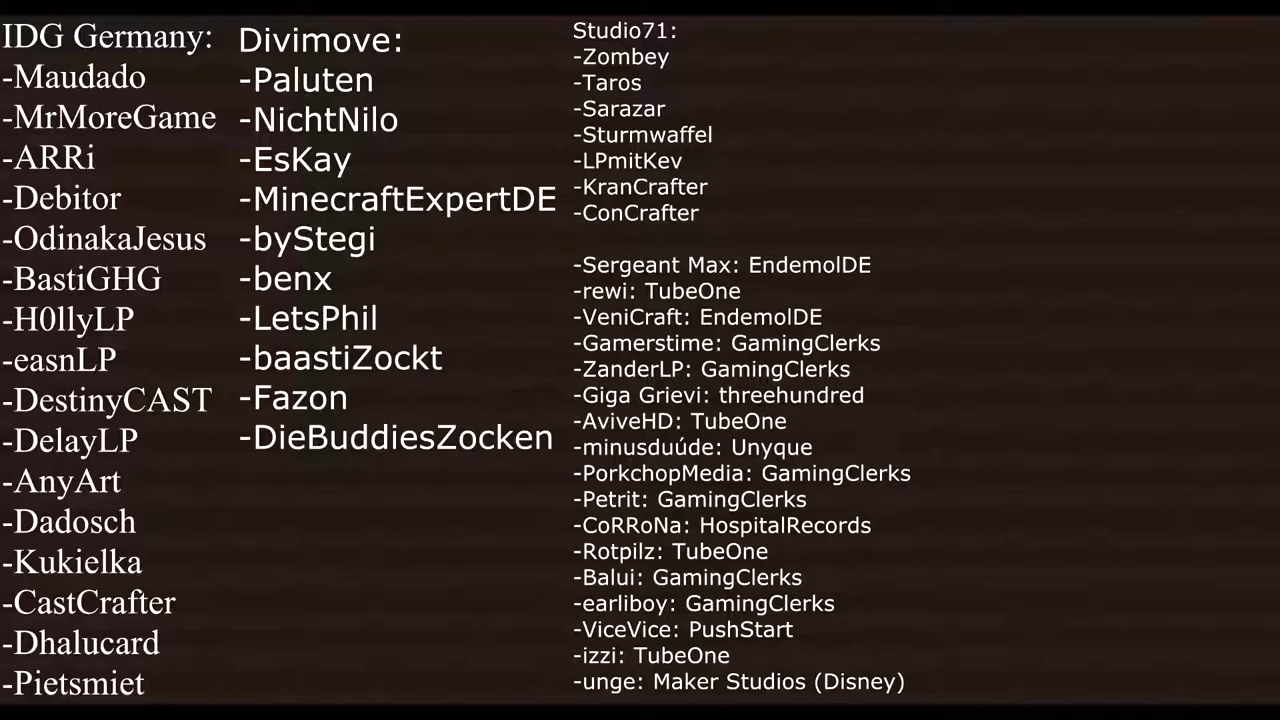 IDG Germany:
-Maudado
-MrMoreGame
-ARRi
-Debitor
-OdinakaJesus
-BastiGHG
-H0llyLP
-easnLP
-DestinyCAST
-DelayLP
-AnyArt
-Dadosch
-Kukielka
-CastCrafter
-Dhalucard
-Pietsmiet
Divimove:
-Paluten
-NichtNilo
-EsKay
-MinecraftExpertDE
-byStegi
-benx
-LetsPhil
-baastiZockt
-Fazon
-DieBuddiesZocken
Studio71:
-Zombey
-Taros
-Sarazar
-Sturmwaffel
-LPmitKev
-KranCrafter
-ConCrafter
-Sergeant Max: EndemolDE
-rewi: TubeOne
-VeniCraft: EndemolDE
-Gamerstime: GamingClerks
-ZanderLP: GamingClerks
-Giga Grievi: threehundred
-AviveHD: TubeOne
-minusduúde: Unyque
-PorkchopMedia: GamingClerks
-Petrit: GamingClerks
-CoRRoNa: HospitalRecords
-Rotpilz: TubeOne
-Balui: GamingClerks
-earliboy: GamingClerks
-ViceVice: PushStart
-izzi: TubeOne
-unge: Maker Studios (Disney)